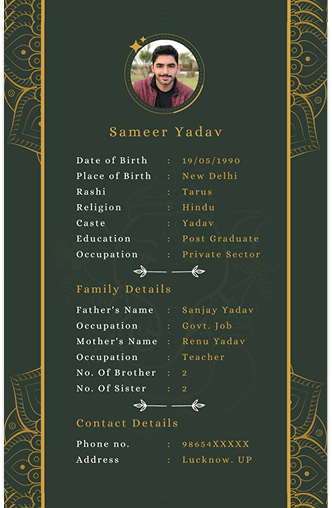 Sameer Yadav
Date of Birth : 19/05/1990
Place of Birth : New Delhi
Rashi : Tarus
Religion : Hindu
Caste : Yadav
Education : Post Graduate
Occupation : Private Sector
Family Details
Father's Name : Sanjay Yadav
Occupation : Govt. Job
Mother's Name : Renu Yadav
Occupation : Teacher
No. Of Brother : 2
No. Of Sister : 2
Contact Details
Phone no. : 98654XXXXX
Address : Lucknow. UP